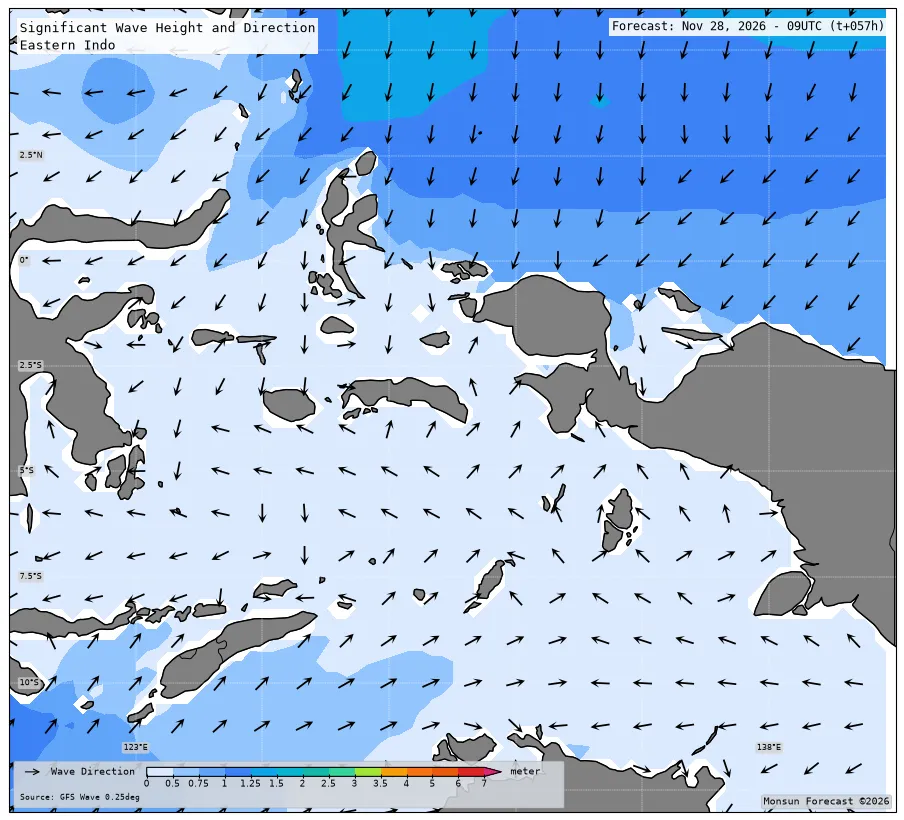 Significant Wave Height and Direction
Eastern Indo
Forecast: Nov 28, 2026 - 09UTC (t+057h)
2.5°N
0°
2.5°S
5°S
7.5°S
10°S
123°E
138°E
Wave Direction
meter
0 0.5 0.75 1 1.25 1.5 2 2.5 3 3.5 4 5 6 7
Source: GFS Wave 0.25deg
Monsun Forecast ©2026